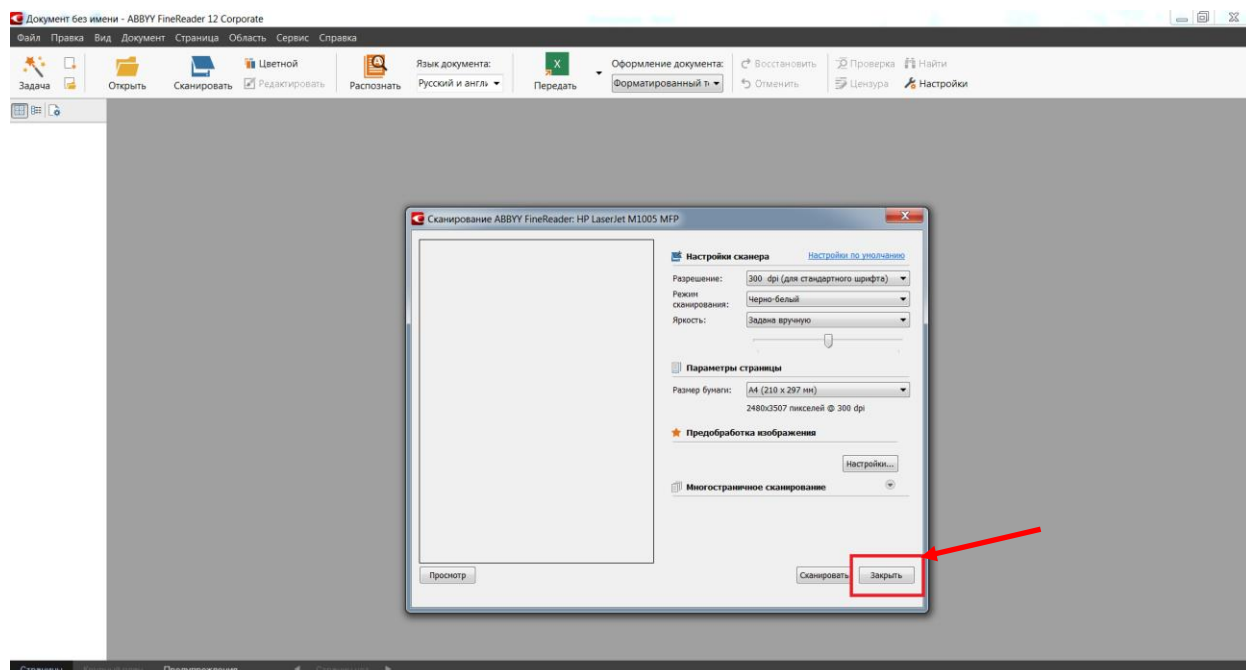 Документ без имени - ABBYY FineReader 12 Corporate
Файл Правка Вид Документ Страница Область Сервис Справка
Задача
Открыть
Сканировать
Цветной
Редактировать
Распознать
Язык документа:
Русский и англ
Передать
Оформление документа:
Форматированный т
Восстановить
Отменить
Проверка
Цензура
Найти
Настройки
Сканирование ABBYY FineReader: HP LaserJet M1005 MFP
Настройки сканера Настройки по умолчанию
Разрешение: 300 dpi (для стандартного шрифта)
Режим сканирования: Черно-белый
Яркость: Задана вручную
Параметры страницы
Размер бумаги: A4 (210 x 297 мм)
2480x3507 пикселей @ 300 dpi
Предобработка изображения
Настройки...
Многостраничное сканирование
Просмотр Сканировать Закрыть